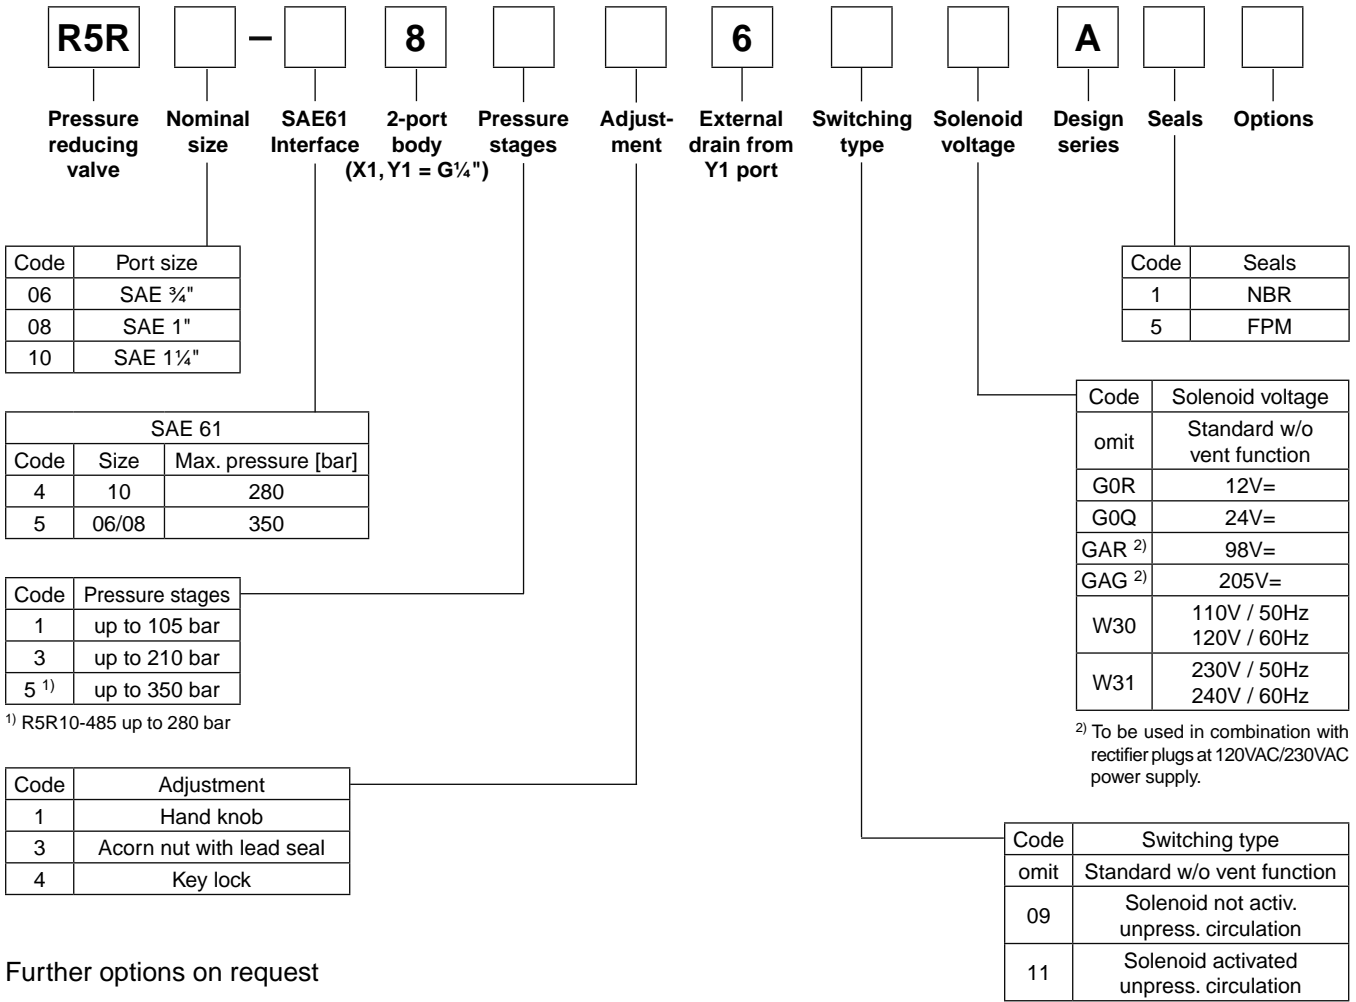 R5R – 8 6 A
Pressure reducing valve
Nominal size
SAE61 Interface
2-port body (X1, Y1 = G¼")
Pressure stages
Adjust-ment
External drain from Y1 port
Switching type
Solenoid voltage
Design series
Seals
Options
Code Port size
06 SAE ¾"
08 SAE 1"
10 SAE 1¼"
SAE 61
Code Size Max. pressure [bar]
4 10 280
5 06/08 350
Code Pressure stages
1 up to 105 bar
3 up to 210 bar
5 1) up to 350 bar
1) R5R10-485 up to 280 bar
Code Adjustment
1 Hand knob
3 Acorn nut with lead seal
4 Key lock
Further options on request
Code Seals
1 NBR
5 FPM
Code Solenoid voltage
omit Standard w/o
vent function
G0R 12V=
G0Q 24V=
GAR 2) 98V=
GAG 2) 205V=
W30 110V / 50Hz
120V / 60Hz
W31 230V / 50Hz
240V / 60Hz
2) To be used in combination with
rectifier plugs at 120VAC/230VAC
power supply.
Code Switching type
omit Standard w/o vent function
09 Solenoid not activ.
unpress. circulation
11 Solenoid activated
unpress. circulation